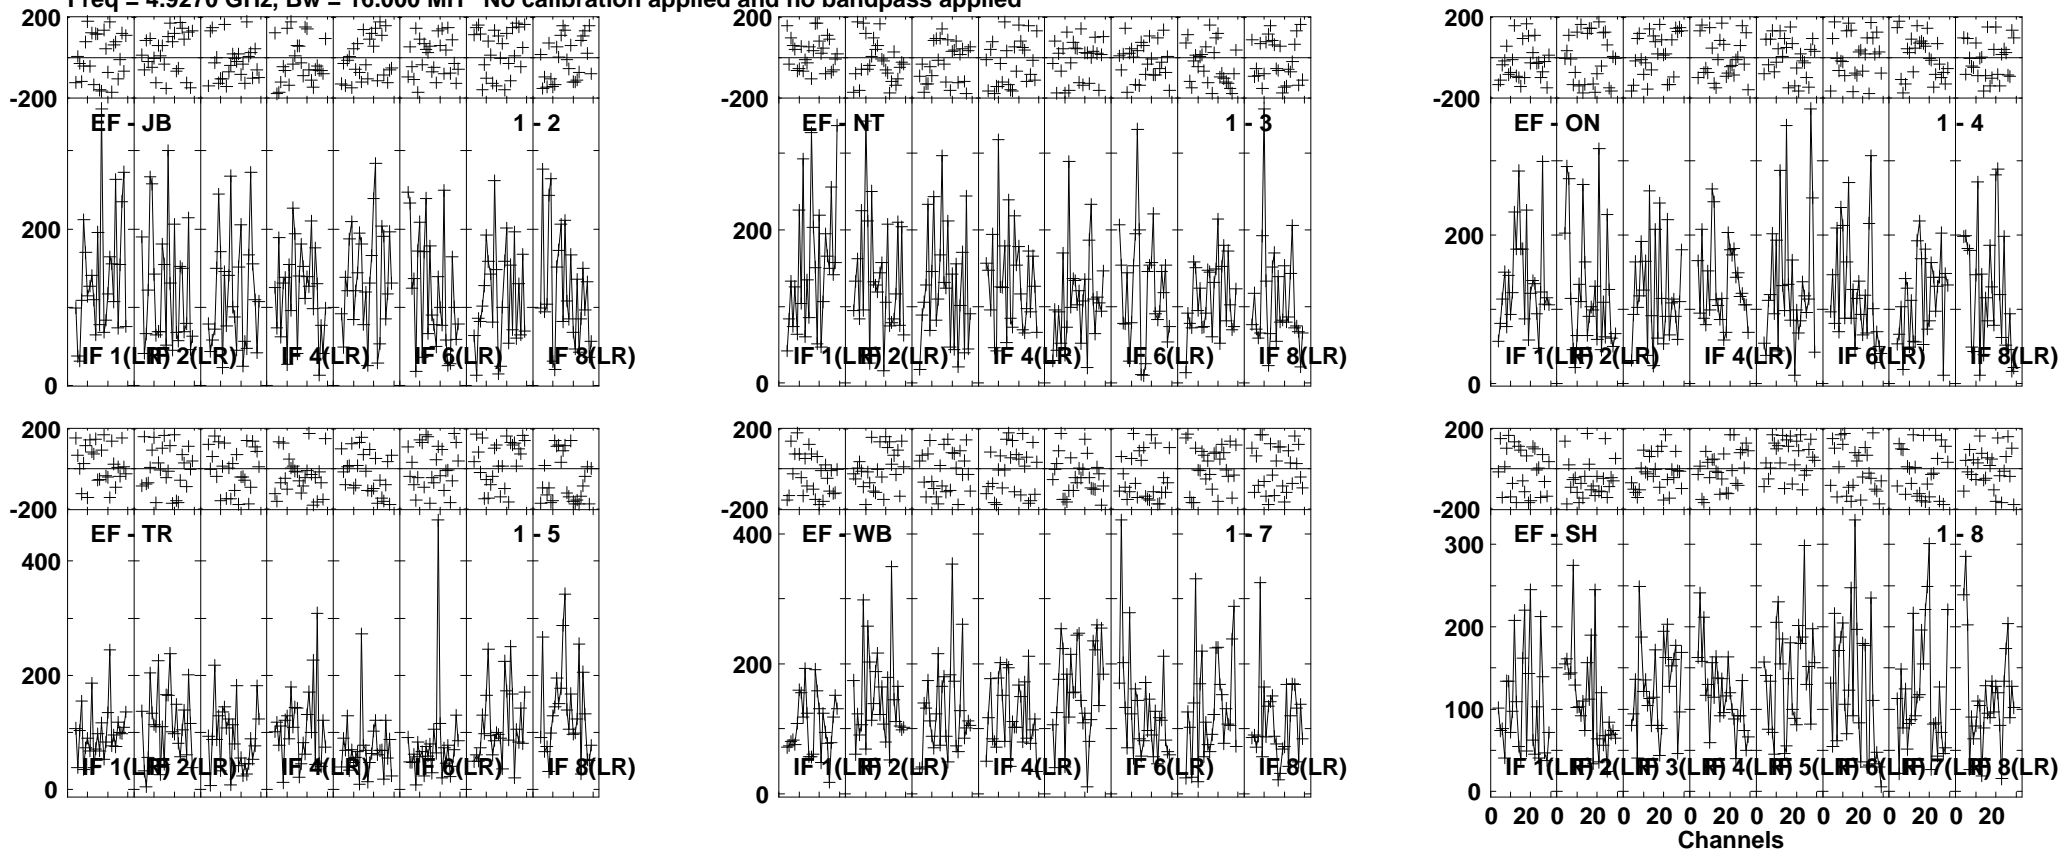 Freq = 4.9270 GHz, Bw = 16.000 MH No calibration applied and no bandpass applied
200
-200
EF - JB
1 - 2
200
0
IF 1(LR)
IF 2(LR)
IF 4(LR)
IF 6(LR)
IF 8(LR)
200
-200
EF - NT
1 - 3
200
0
IF 1(LR)
IF 2(LR)
IF 4(LR)
IF 6(LR)
IF 8(LR)
200
-200
EF - ON
1 - 4
200
0
IF 1(LR)
IF 2(LR)
IF 4(LR)
IF 6(LR)
IF 8(LR)
200
-200
EF - TR
1 - 5
400
200
0
IF 1(LR)
IF 2(LR)
IF 4(LR)
IF 6(LR)
IF 8(LR)
200
-200
EF - WB
1 - 7
400
200
0
IF 1(LR)
IF 2(LR)
IF 4(LR)
IF 6(LR)
IF 8(LR)
200
-200
EF - SH
1 - 8
300
200
100
0
IF 1(LR)
IF 2(LR)
IF 3(LR)
IF 4(LR)
IF 5(LR)
IF 6(LR)
IF 7(LR)
IF 8(LR)
0 20 0 20 0 20 0 20 0 20 0 20 0 20 0 20
Channels